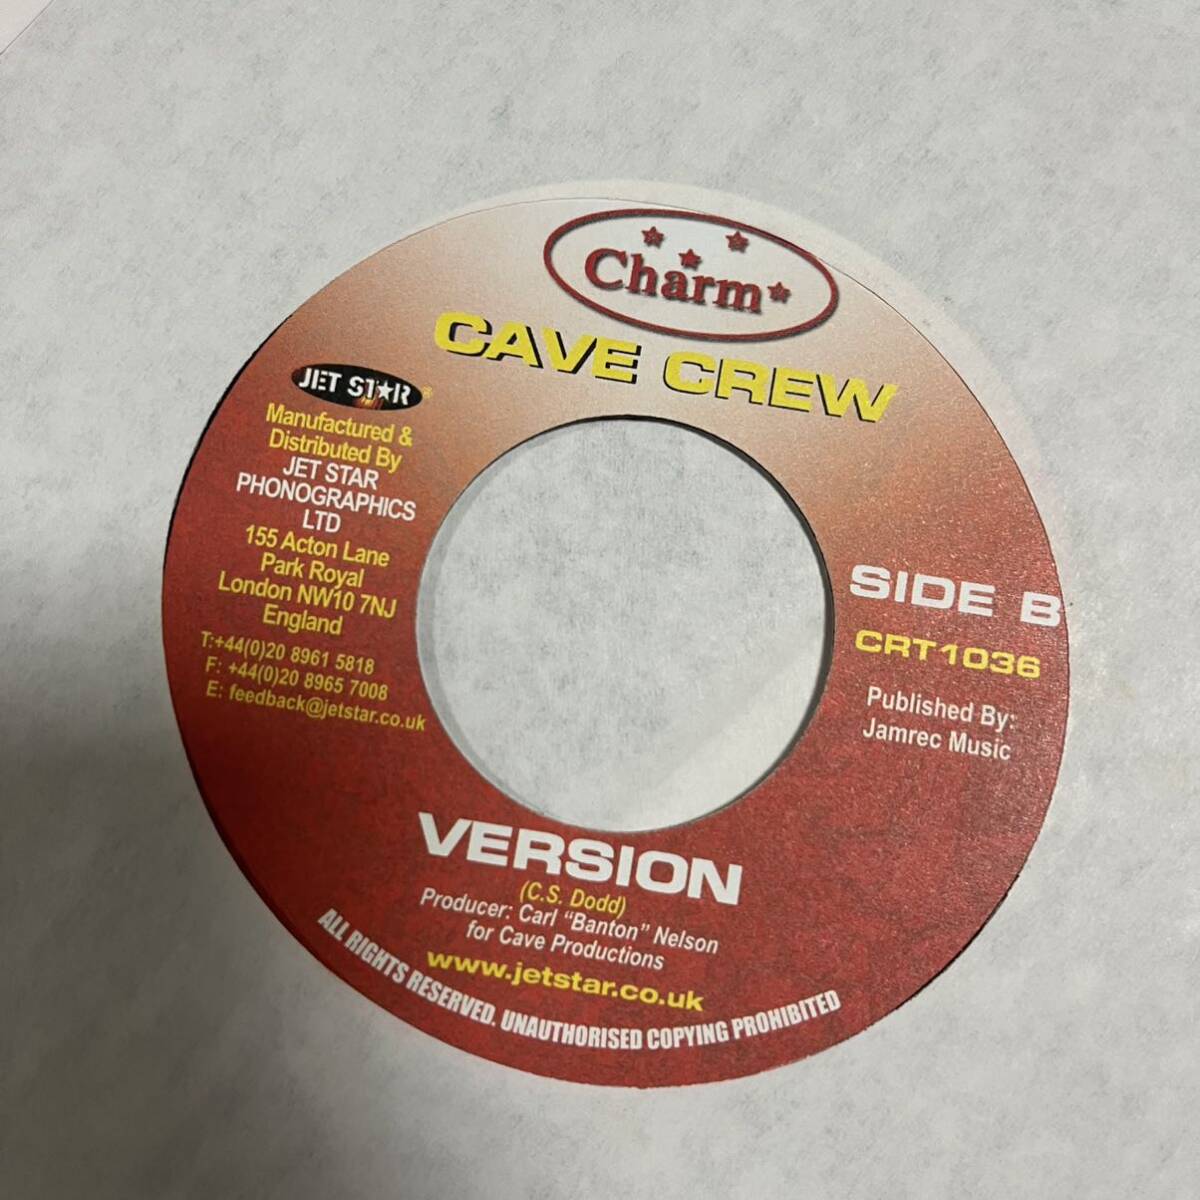 Charm
CAVE CREW
JET STAR
Manufactured &
Distributed By
JET STAR
PHONOGRAPHICS
LTD
155 Acton Lane
Park Royal
London NW10 7NJ
England
T:+44(0)20 8961 5818
F: +44(0)20 8965 7008
E: feedback@jetstar.co.uk
SIDE B
CRT1036
Published By:
Jamrec Music
VERSION
(C.S. Dodd)
Producer: Carl "Banton" Nelson
for Cave Productions
www.jetstar.co.uk
ALL RIGHTS RESERVED. UNAUTHORISED COPYING PROHIBITED